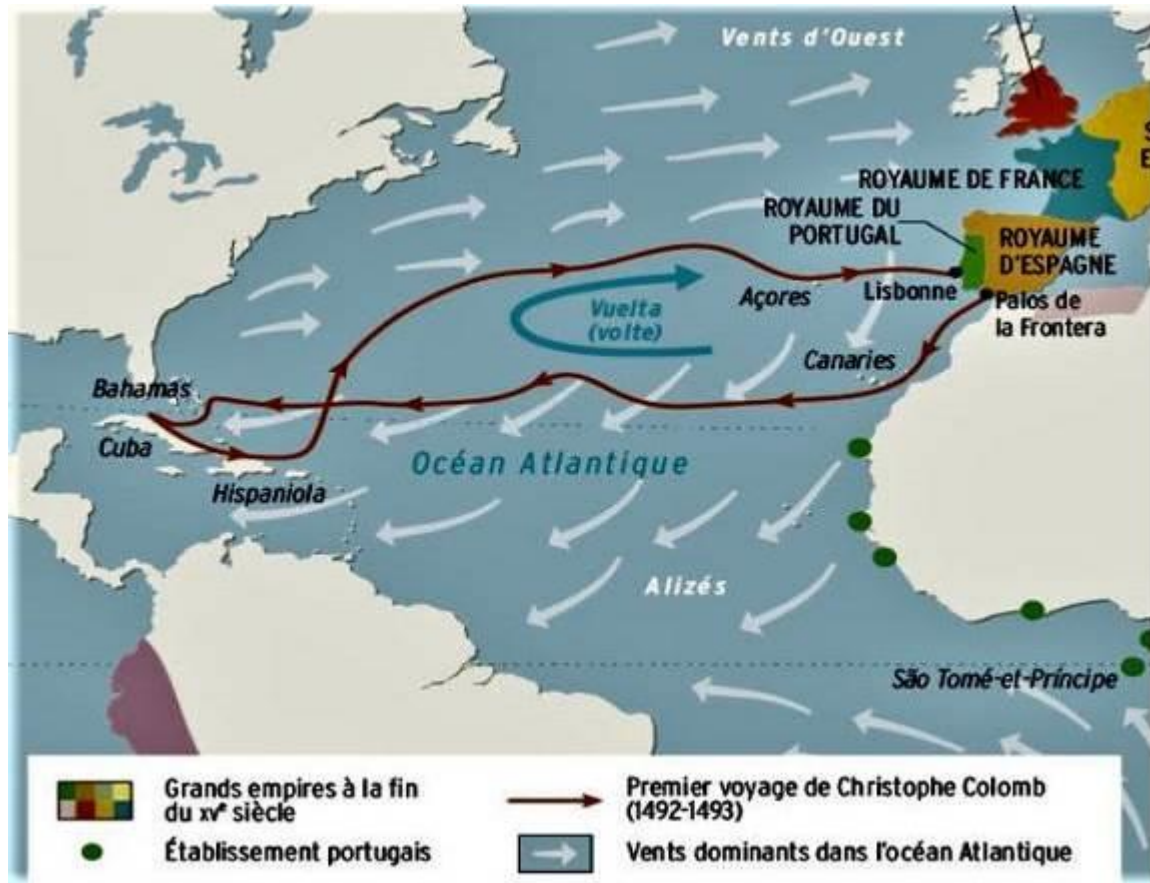 Vents d'Ouest
S
E
ROYAUME DE FRANCE
ROYAUME DU
PORTUGAL
ROYAUME
D'ESPAGNE
Açores
Lisbonne
Palos de
la Frontera
Vuelta
(volte)
Canaries
Bahamas
Cuba
Hispaniola
Océan Atlantique
Alizés
São Tomé-et-Príncipe
Grands empires à la fin
du XVe siècle
Établissement portugais
Premier voyage de Christophe Colomb
(1492-1493)
Vents dominants dans l'océan Atlantique